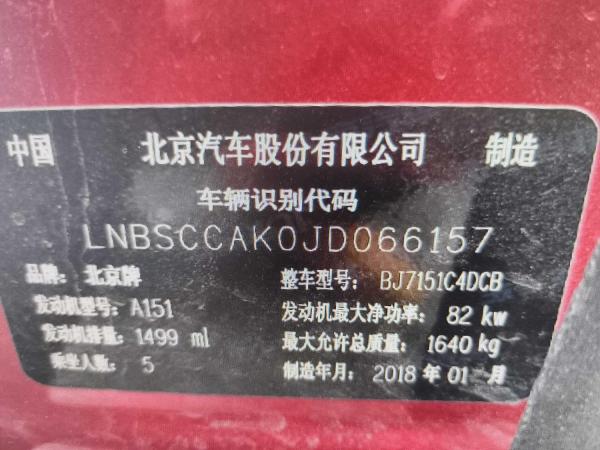 中国 北京汽车股份有限公司 制造
车辆识别代码
LNBSCCAK0JD066157
品牌: 北京牌 整车型号: BJ7151C4DCB
发动机型号: A151 发动机最大净功率: 82 kw
发动机排量: 1499 ml 最大允许总质量: 1640 kg
乘坐人数: 5 制造年月: 2018 年 01 月